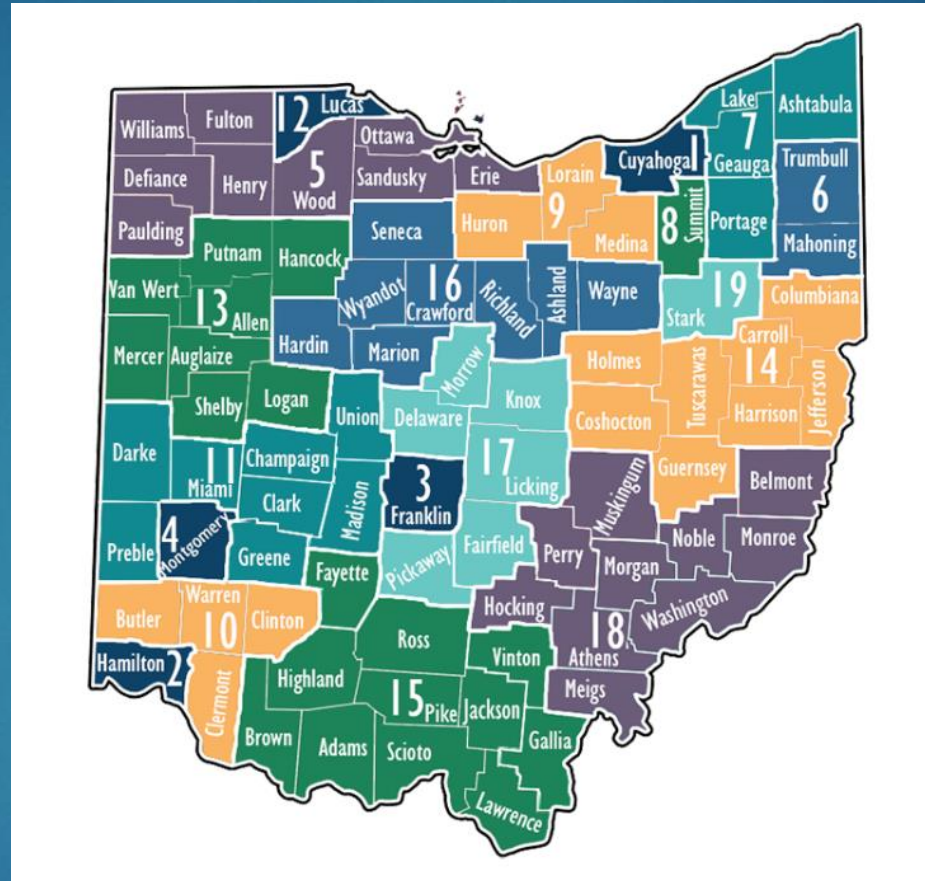 Williams
Fulton
12 Lucas
Ottawa
Defiance
Henry
5
Wood
Sandusky
Erie
Paulding
Lorain
9
Cuyahoga 1
Lake
7
Geauga
Ashtabula
Trumbull
6
Mahoning
Huron
Medina
8
Summit
Portage
Putnam
Hancock
Seneca
Van Wert
13
Allen
Wyandot
16
Crawford
Richland
Ashland
Wayne
19
Stark
Columbiana
Mercer
Auglaize
Hardin
Marion
Morrow
Holmes
Tuscarawas
Carroll
14
Harrison
Jefferson
Shelby
Logan
Union
Delaware
Knox
Coshocton
Darke
11
Miami
Champaign
Clark
Madison
3
Franklin
17
Licking
Muskingum
Guernsey
Belmont
Preble
4
Montgomery
Greene
Fayette
Pickaway
Fairfield
Perry
Morgan
Noble
Monroe
Butler
Warren
10
Clinton
Ross
Hocking
18
Athens
Washington
Hamilton 2
Clermont
Highland
15
Pike
Vinton
Jackson
Meigs
Brown
Adams
Scioto
Gallia
Lawrence